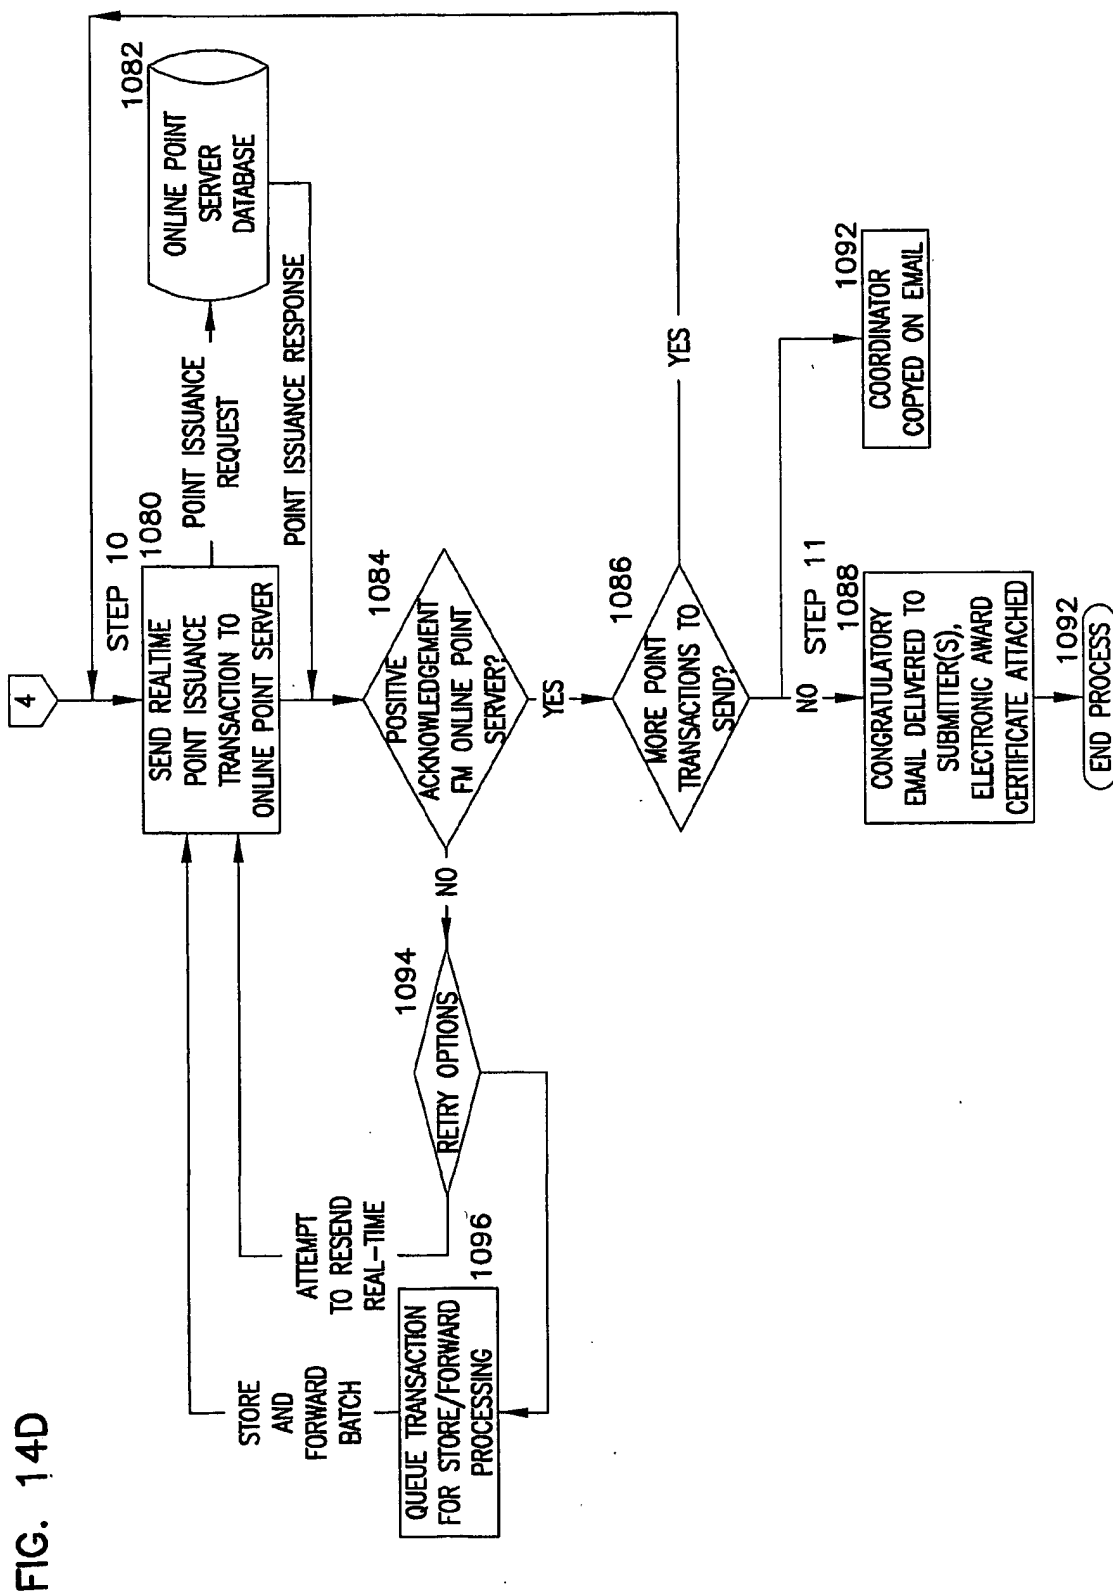 FIG. 14D
4
STEP 10
1080
SEND REALTIME
POINT ISSUANCE
TRANSACTION TO
ONLINE POINT SERVER
POINT ISSUANCE
REQUEST
1082
ONLINE POINT
SERVER
DATABASE
POINT ISSUANCE RESPONSE
1084
POSITIVE
ACKNOWLEDGEMENT
FM ONLINE POINT
SERVER?
NO
YES
1094
RETRY OPTIONS
ATTEMPT
TO RESEND
REAL-TIME
STORE
AND
FORWARD
BATCH
1096
QUEUE TRANSACTION
FOR STORE/FORWARD
PROCESSING
1086
MORE POINT
TRANSACTIONS TO
SEND?
YES
NO
1092
COORDINATOR
COPYED ON EMAIL
STEP 11
1088
CONGRATULATORY
EMAIL DELIVERED TO
SUBMITTER(S),
ELECTRONIC AWARD
CERTIFICATE ATTACHED
1092
END PROCESS